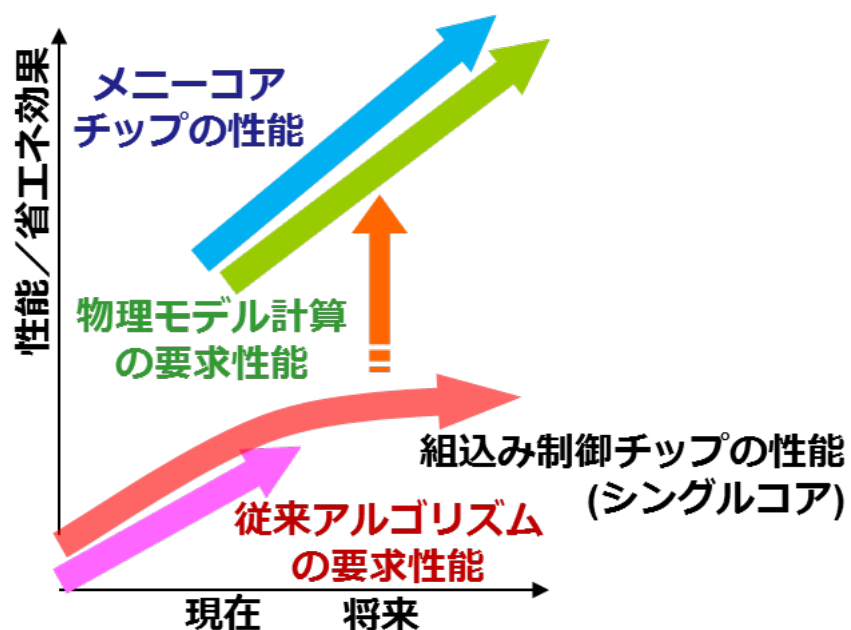 性能／省エネ効果
メニーコア
チップの性能
物理モデル計算
の要求性能
組込み制御チップの性能
(シングルコア)
従来アルゴリズム
の要求性能
現在
将来